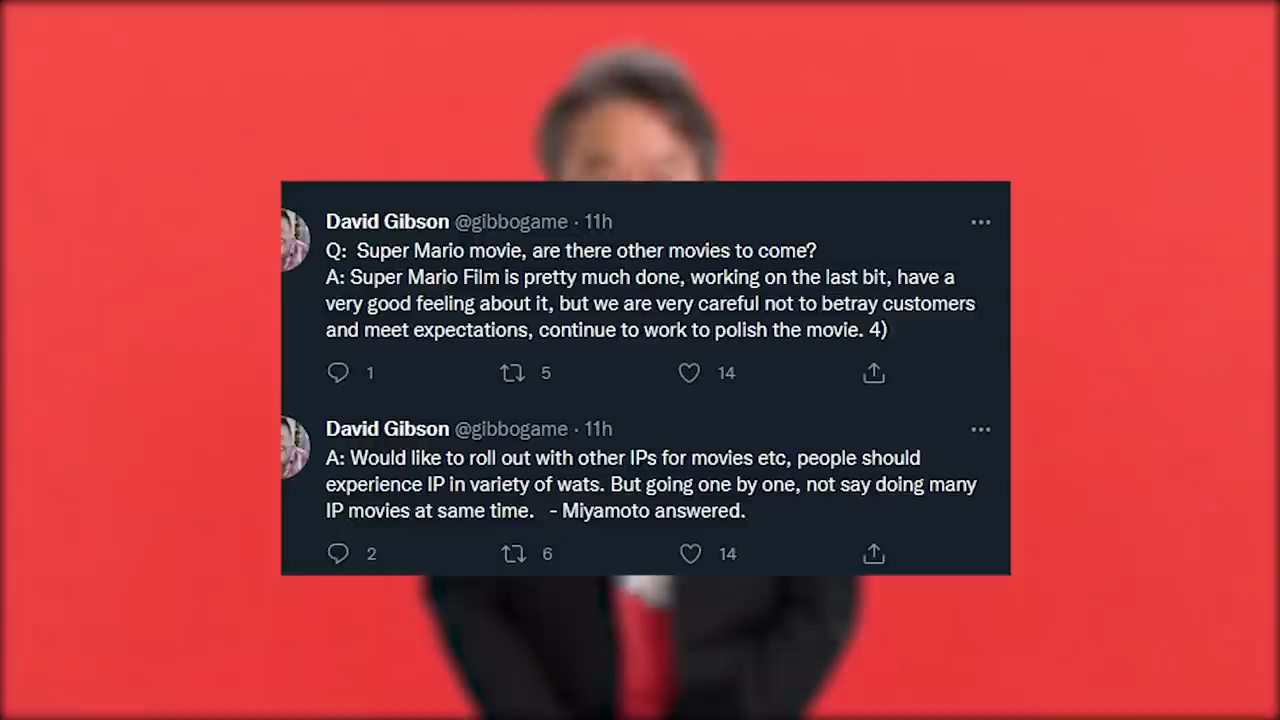 David Gibson @gibbogame · 11h
Q:  Super Mario movie, are there other movies to come?
A: Super Mario Film is pretty much done, working on the last bit, have a
very good feeling about it, but we are very careful not to betray customers
and meet expectations, continue to work to polish the movie. 4)
1 5 14
David Gibson @gibbogame · 11h
A: Would like to roll out with other IPs for movies etc, people should
experience IP in variety of wats. But going one by one, not say doing many
IP movies at same time.   - Miyamoto answered.
2 6 14